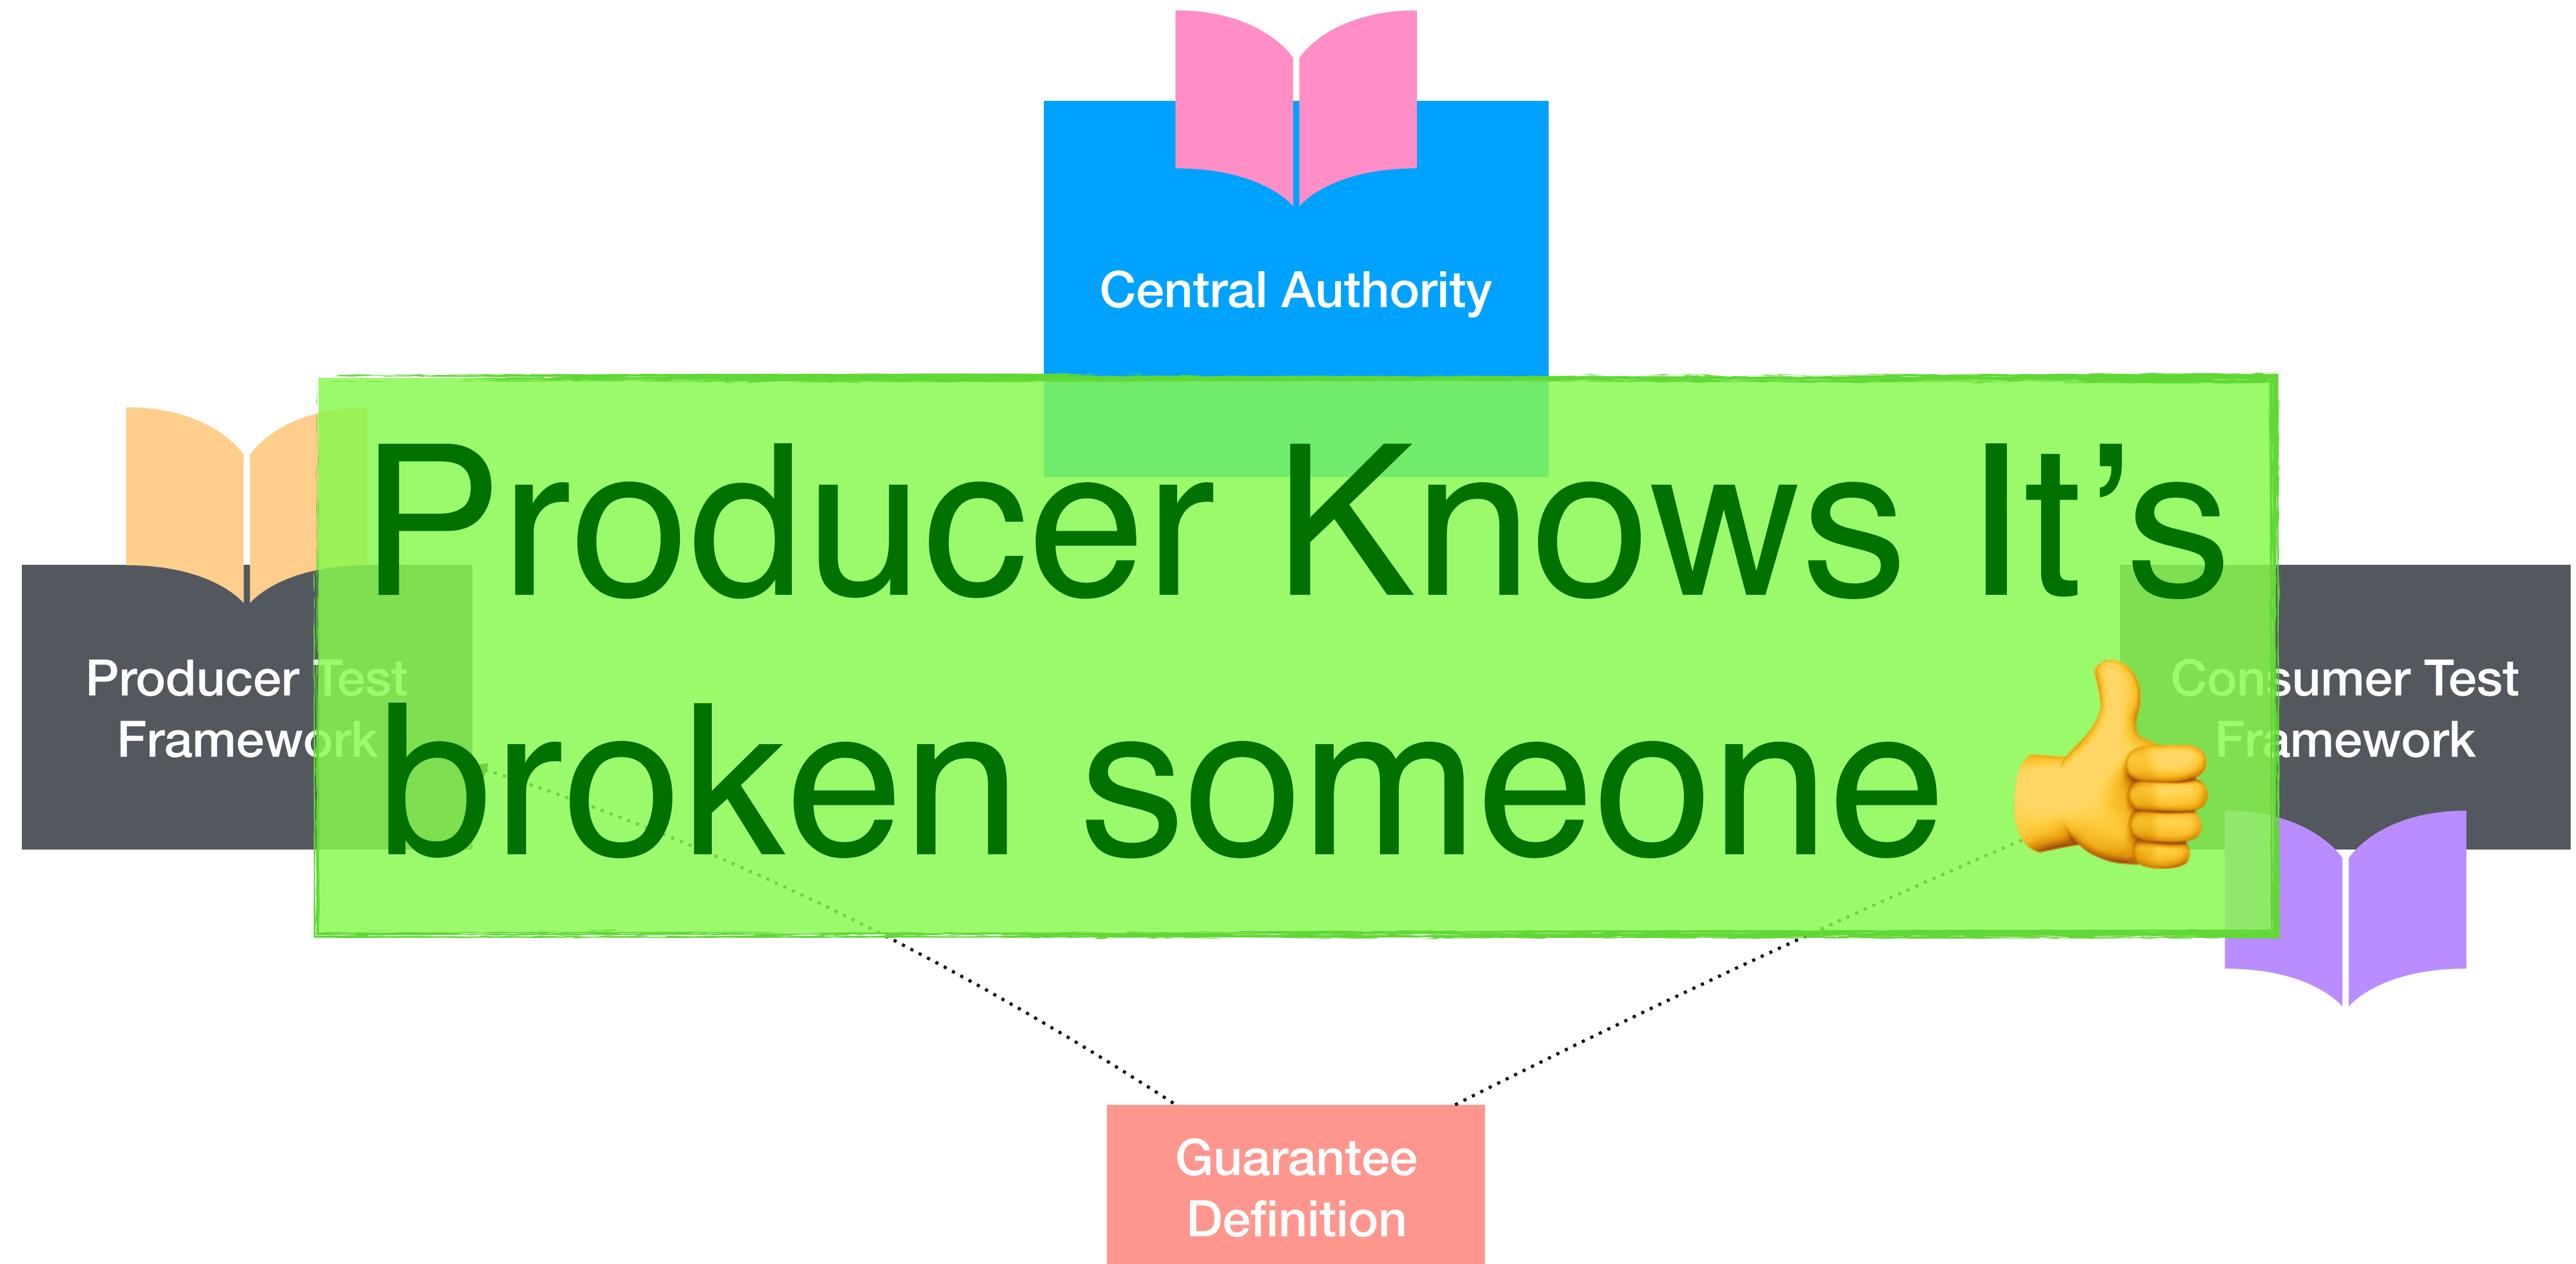 Central Authority
Producer Knows It’s
broken someone 👍
Producer Test
Framework
Consumer Test
Framework
Guarantee
Definition